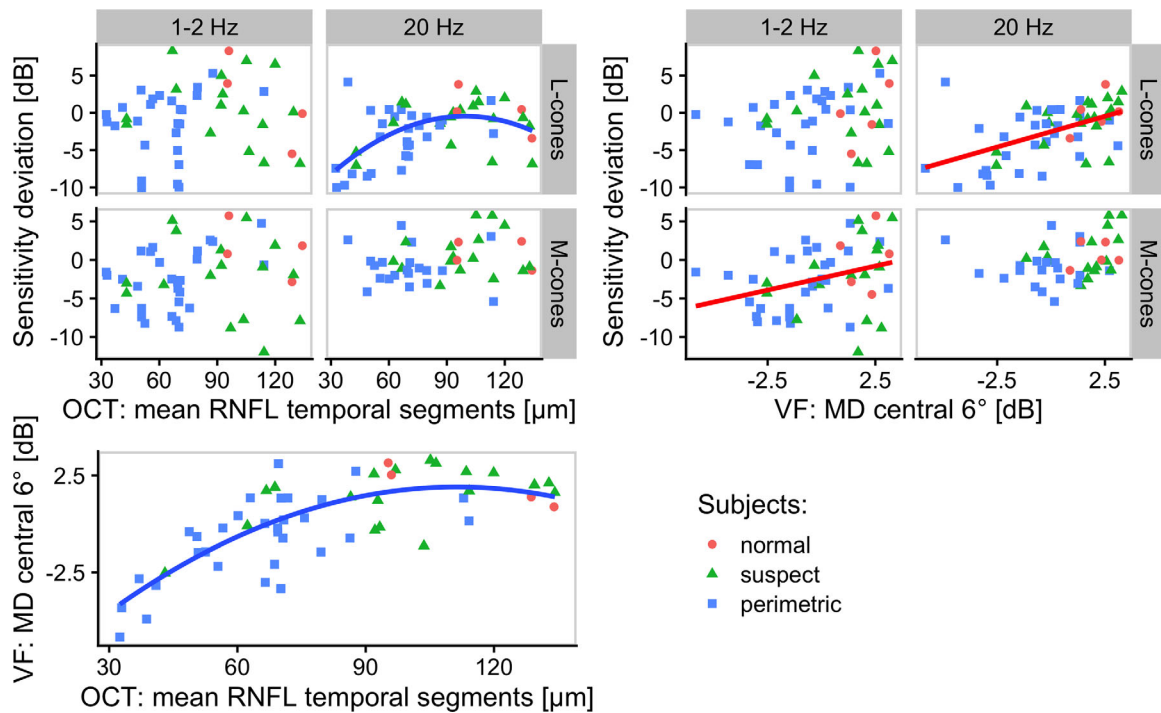 1-2 Hz
20 Hz
Sensitivity deviation [dB]
5
0
-5
-10
L-cones
5
0
-5
-10
M-cones
30
60
90
120
30
60
90
120
OCT: mean RNFL temporal segments [µm]
1-2 Hz
20 Hz
Sensitivity deviation [dB]
5
0
-5
-10
L-cones
5
0
-5
-10
M-cones
-2.5
2.5
-2.5
2.5
VF: MD central 6° [dB]
VF: MD central 6° [dB]
2.5
-2.5
30
60
90
120
OCT: mean RNFL temporal segments [µm]
Subjects:
normal
suspect
perimetric